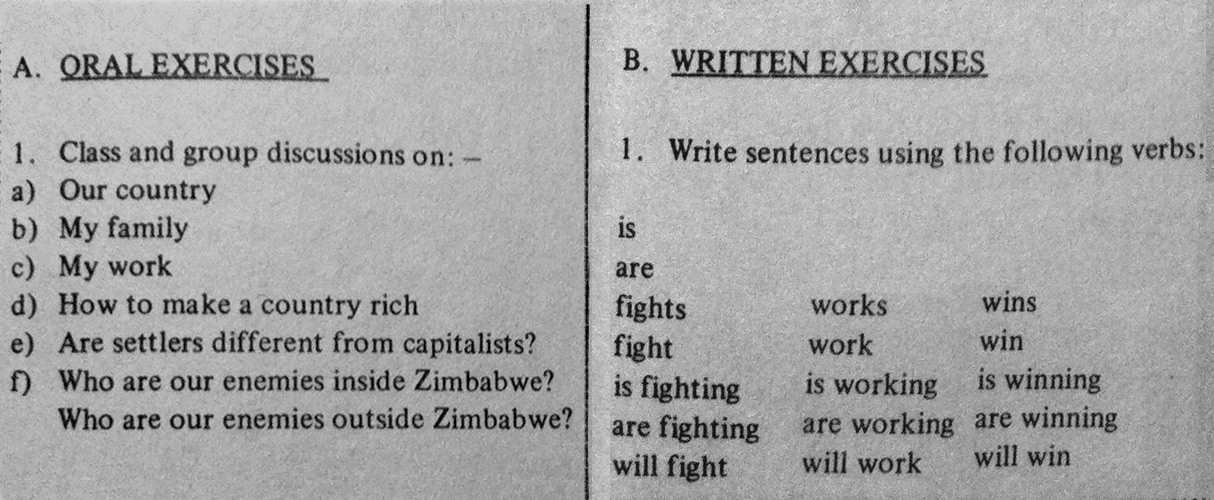 A. ORAL EXERCISES
1. Class and group discussions on: —
a) Our country
b) My family
c) My work
d) How to make a country rich
e) Are settlers different from capitalists?
f) Who are our enemies inside Zimbabwe?
Who are our enemies outside Zimbabwe?
B. WRITTEN EXERCISES
1. Write sentences using the following verbs:
is
are
fights works wins
fight work win
is fighting is working is winning
are fighting are working are winning
will fight will work will win